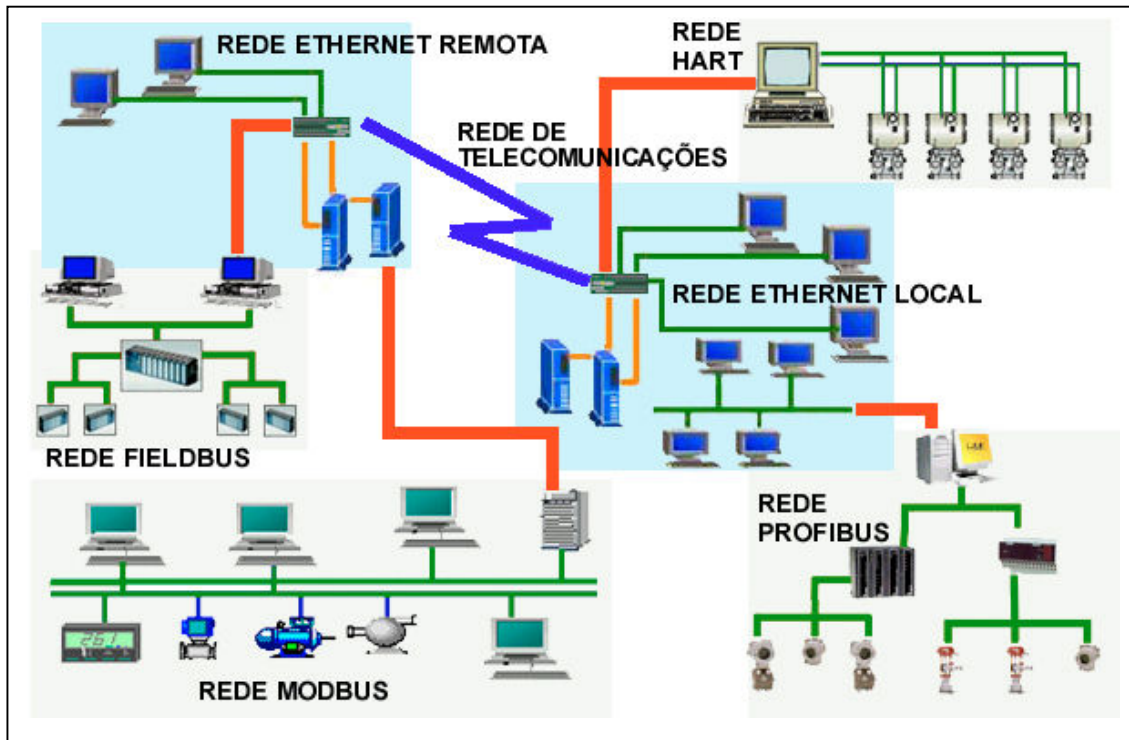 REDE ETHERNET REMOTA
REDE
HART
REDE DE
TELECOMUNICAÇÕES
REDE ETHERNET LOCAL
REDE FIELDBUS
REDE
PROFIBUS
REDE MODBUS